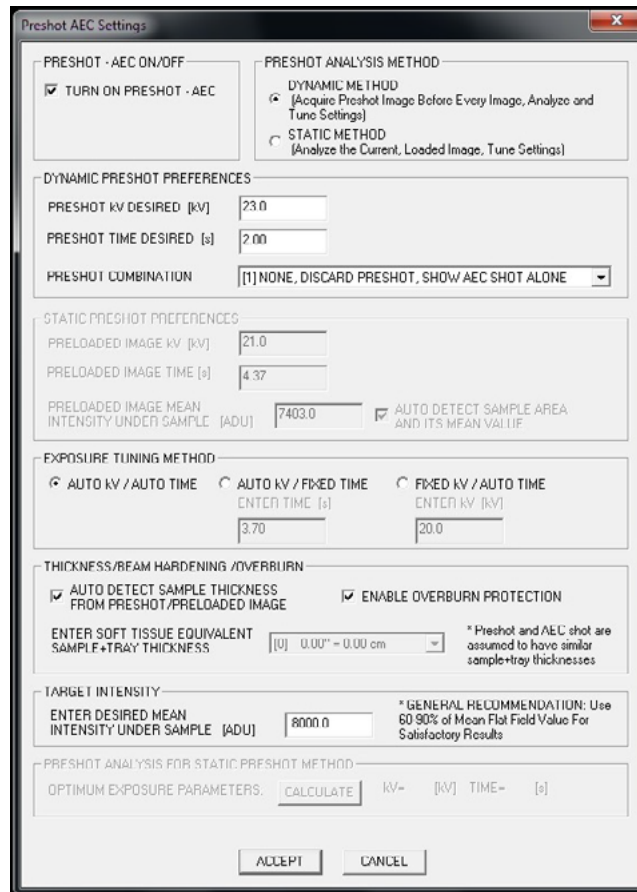 Preshot AEC Settings
PRESHOT - AEC ON/OFF
TURN ON PRESHOT - AEC
PRESHOT ANALYSIS METHOD
DYNAMIC METHOD
(Acquire Preshot Image Before Every Image, Analyze and
Tune Settings)
STATIC METHOD
(Analyze the Current, Loaded Image, Tune Settings)
DYNAMIC PRESHOT PREFERENCES
PRESHOT kV DESIRED [kV] 23.0
PRESHOT TIME DESIRED [s] 2.00
PRESHOT COMBINATION [1] NONE, DISCARD PRESHOT, SHOW AEC SHOT ALONE
STATIC PRESHOT PREFERENCES
PRELOADED IMAGE kV [kV] 21.0
PRELOADED IMAGE TIME [s] 4.37
PRELOADED IMAGE MEAN
INTENSITY UNDER SAMPLE [ADU] 7403.0
AUTO DETECT SAMPLE AREA
AND ITS MEAN VALUE
EXPOSURE TUNING METHOD
AUTO kV / AUTO TIME AUTO kV / FIXED TIME FIXED kV / AUTO TIME
ENTER TIME [s] ENTER kV [kV]
3.70 20.0
THICKNESS/BEAM HARDENING /OVERBURN
AUTO DETECT SAMPLE THICKNESS
FROM PRESHOT/PRELOADED IMAGE
ENABLE OVERBURN PROTECTION
ENTER SOFT TISSUE EQUIVALENT
SAMPLE+TRAY THICKNESS
[0] 0.00" = 0.00 cm
* Preshot and AEC shot are
assumed to have similar
sample+tray thicknesses
TARGET INTENSITY
ENTER DESIRED MEAN
INTENSITY UNDER SAMPLE [ADU] 8000.0
* GENERAL RECOMMENDATION: Use
60-90% of Mean Flat Field Value For
Satisfactory Results
PRESHOT ANALYSIS FOR STATIC PRESHOT METHOD
OPTIMUM EXPOSURE PARAMETERS. CALCULATE kV= [kV] TIME= [s]
ACCEPT CANCEL